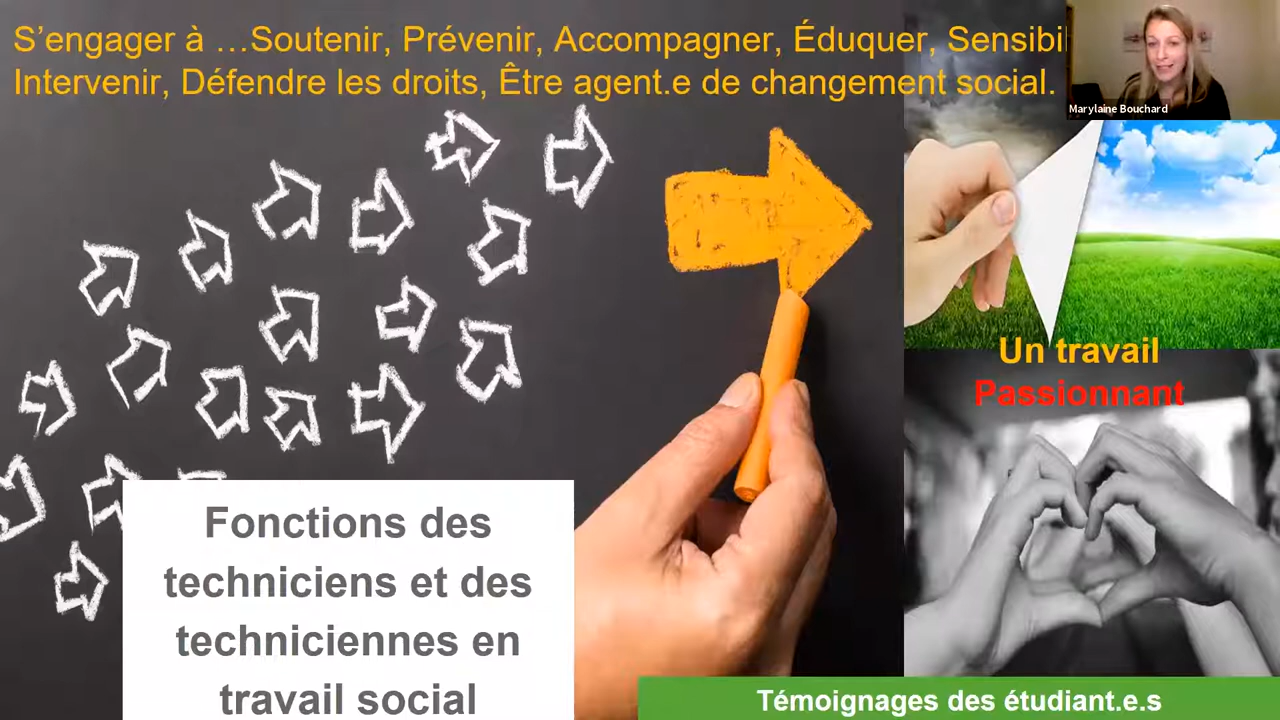 S’engager à …Soutenir, Prévenir, Accompagner, Éduquer,
Intervenir, Défendre les droits, Être agent.e de changement social.
Marylaine Bouchard
Un travail
Passionnant
Fonctions des
techniciens et des
techniciennes en
travail social
Témoignages des étudiant.e.s